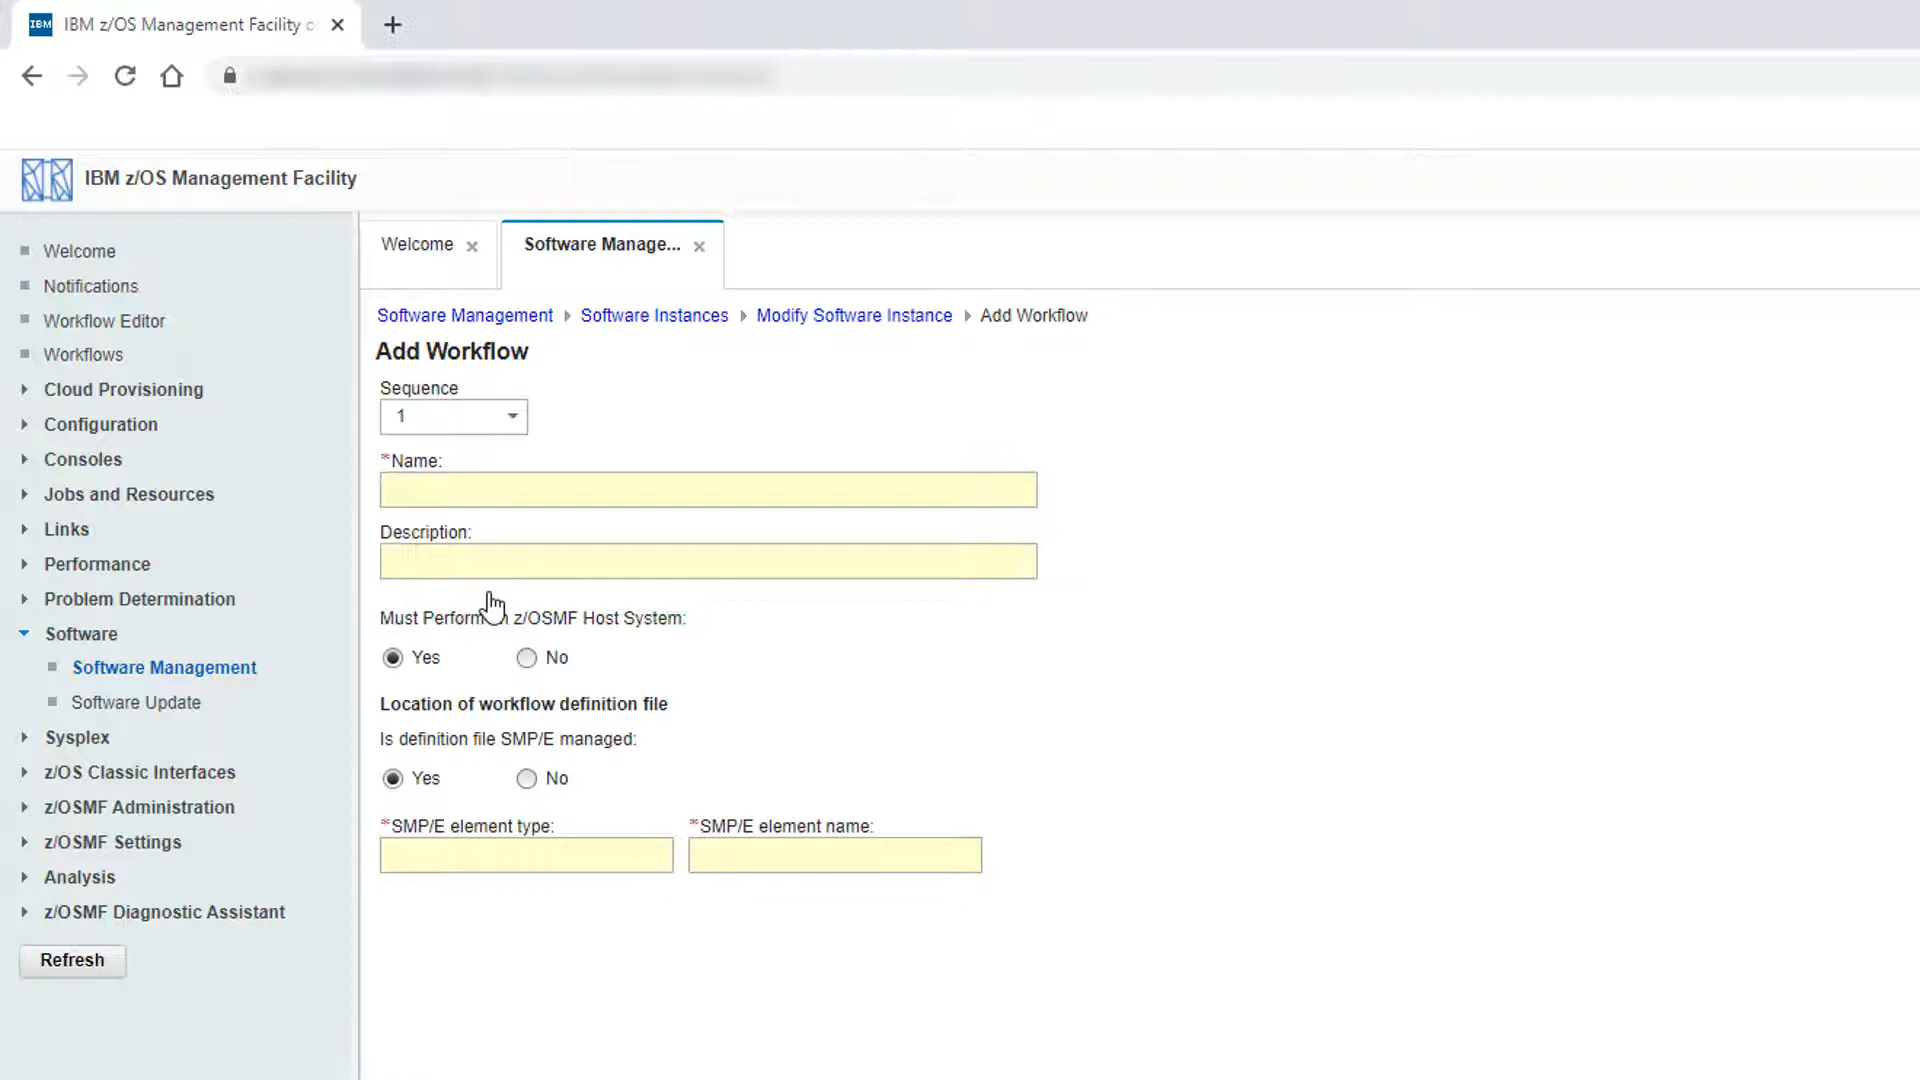 IBM
IBM z/OS Management Facility
IBM z/OS Management Facility
Welcome
Notifications
Workflow Editor
Workflows
Cloud Provisioning
Configuration
Consoles
Jobs and Resources
Links
Performance
Problem Determination
Software
Software Management
Software Update
Sysplex
z/OS Classic Interfaces
z/OSMF Administration
z/OSMF Settings
Analysis
z/OSMF Diagnostic Assistant
Refresh
Welcome
Software Manage...
Software Management Software Instances Modify Software Instance Add Workflow
Add Workflow
Sequence
1
*Name:
Description:
Must Perform z/OSMF Host System:
Yes No
Location of workflow definition file
Is definition file SMP/E managed:
Yes No
*SMP/E element type: *SMP/E element name: